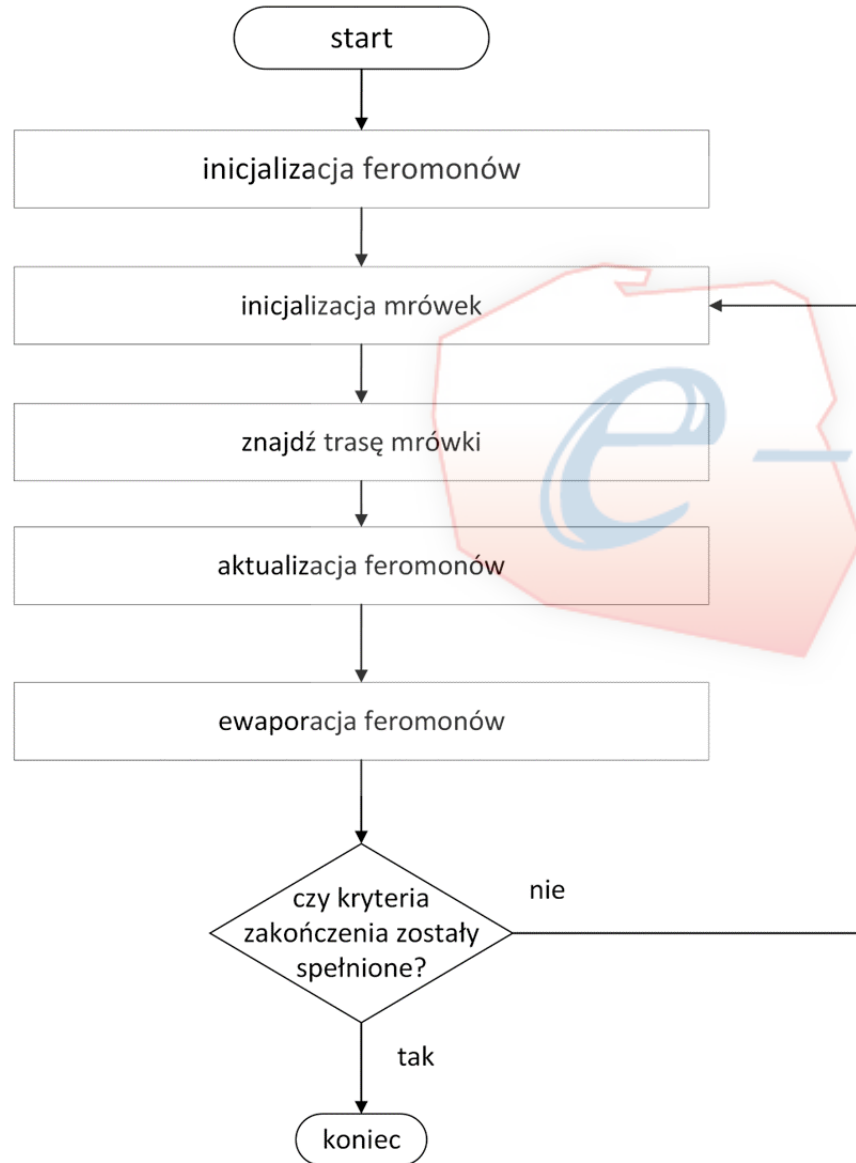 start
inicjalizacja feromonów
inicjalizacja mrówek
znajdź trasę mrówki
aktualizacja feromonów
ewaporacja feromonów
czy kryteria
zakończenia zostały
spełnione?
nie
tak
koniec
e-